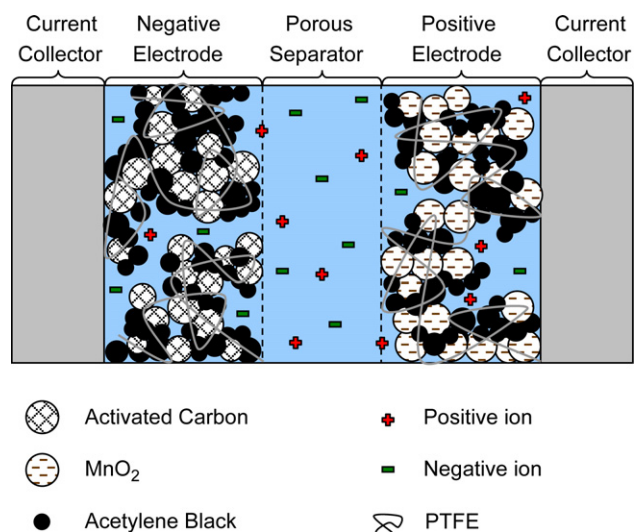 Current Collector
Negative Electrode
Porous Separator
Positive Electrode
Current Collector
Activated Carbon
Positive ion
MnO₂
Negative ion
Acetylene Black
PTFE